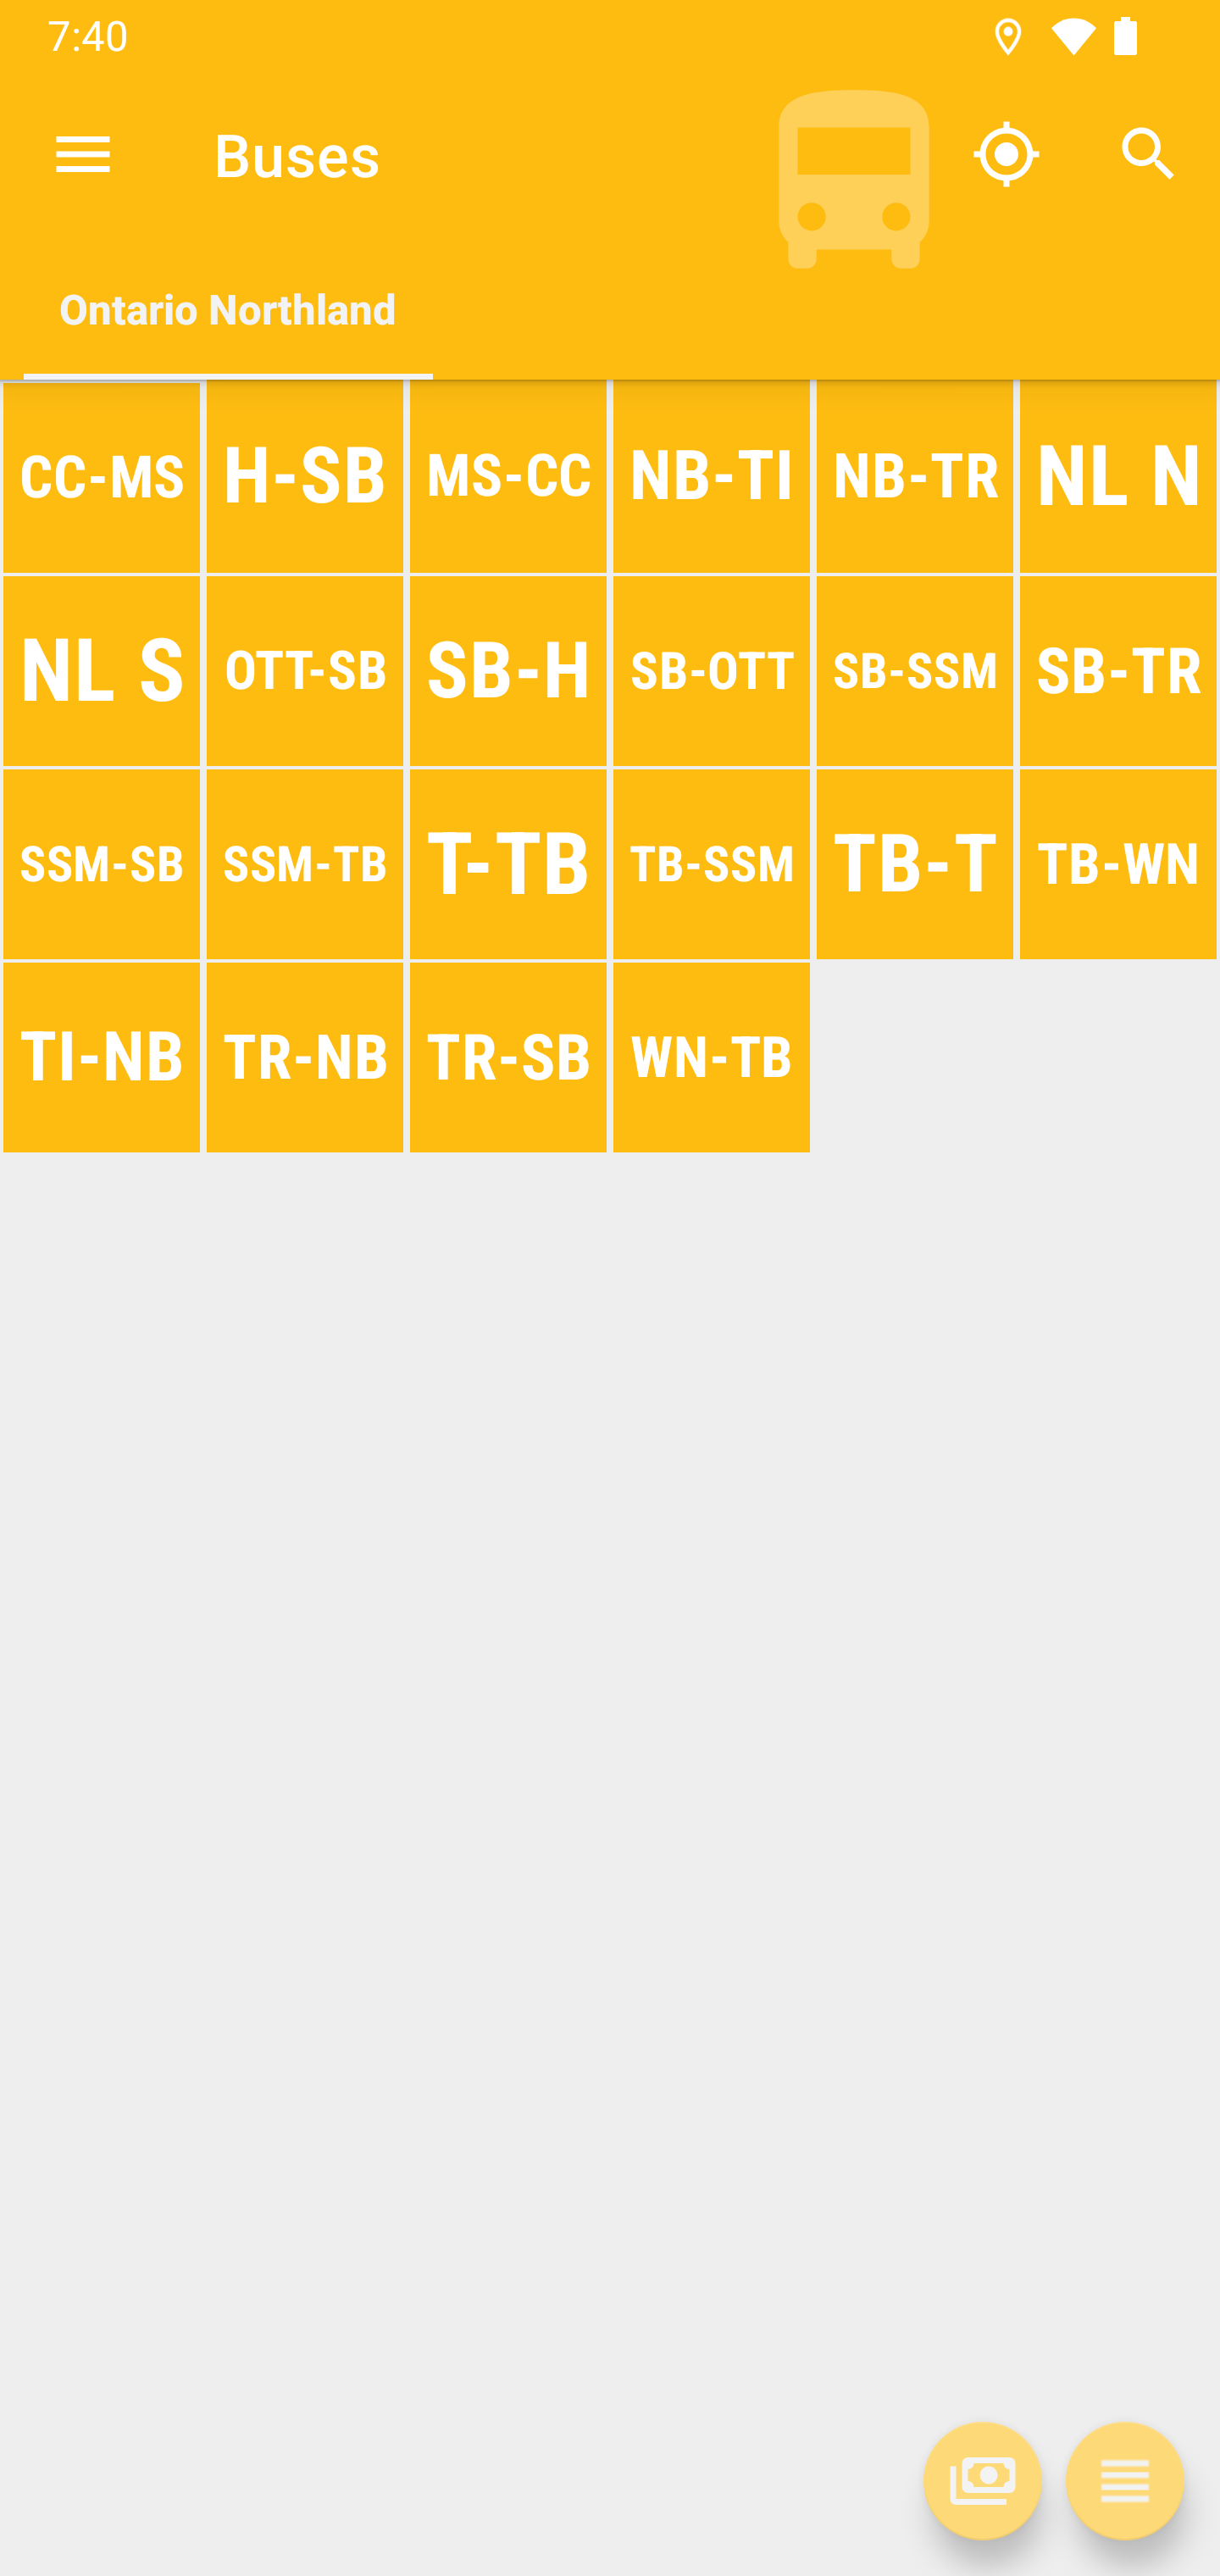 7:40
Buses
Ontario Northland
CC-MS H-SB MS-CC NB-TI NB-TR NL N
NL S OTT-SB SB-H SB-OTT SB-SSM SB-TR
SSM-SB SSM-TB T-TB TB-SSM TB-T TB-WN
TI-NB TR-NB TR-SB WN-TB